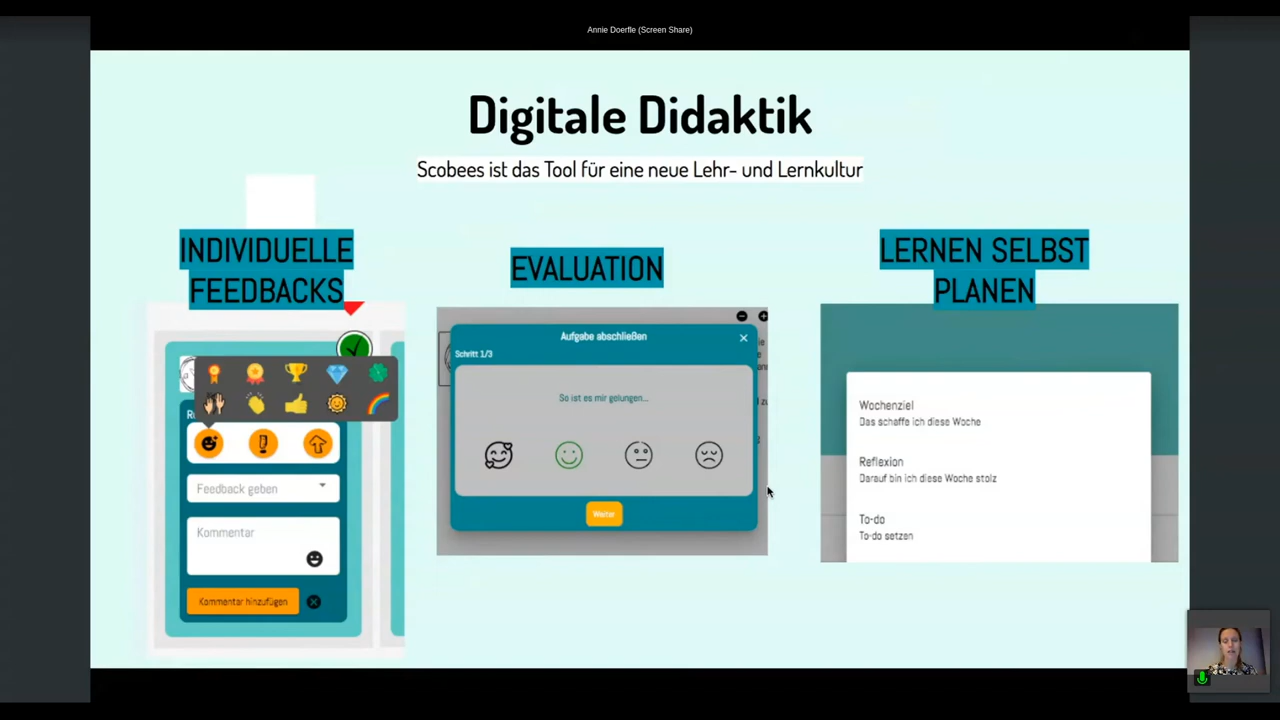 Annie Doerfle (Screen Share)
Digitale Didaktik
Scobees ist das Tool für eine neue Lehr- und Lernkultur
INDIVIDUELLE
FEEDBACKS
Feedback geben
Kommentar
Kommentar hinzufügen
EVALUATION
Aufgabe abschließen
Schritt 1/3
So ist es mir gelungen...
Weiter
LERNEN SELBST
PLANEN
Wochenziel
Das schaffe ich diese Woche
Reflexion
Darauf bin ich diese Woche stolz
To-do
To-do setzen